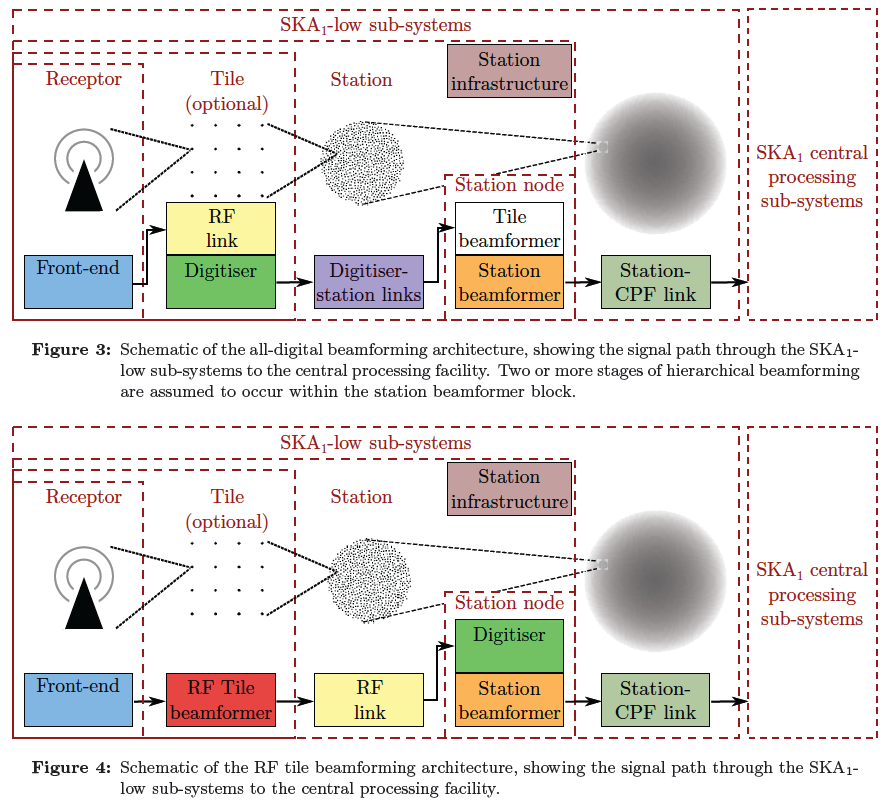 SKA₁-low sub-systems
Station
infrastructure
Receptor
Tile
(optional)
Station
SKA₁ central
processing
sub-systems
Station node
RF
link
Tile
beamformer
Front-end
Digitiser
Digitiser-
station links
Station
beamformer
Station-
CPF link
Figure 3: Schematic of the all-digital beamforming architecture, showing the signal path through the SKA₁-
low sub-systems to the central processing facility. Two or more stages of hierarchical beamforming
are assumed to occur within the station beamformer block.
SKA₁-low sub-systems
Station
infrastructure
Receptor
Tile
(optional)
Station
SKA₁ central
processing
sub-systems
Station node
Digitiser
Front-end
RF Tile
beamformer
RF
link
Station
beamformer
Station-
CPF link
Figure 4: Schematic of the RF tile beamforming architecture, showing the signal path through the SKA₁-
low sub-systems to the central processing facility.